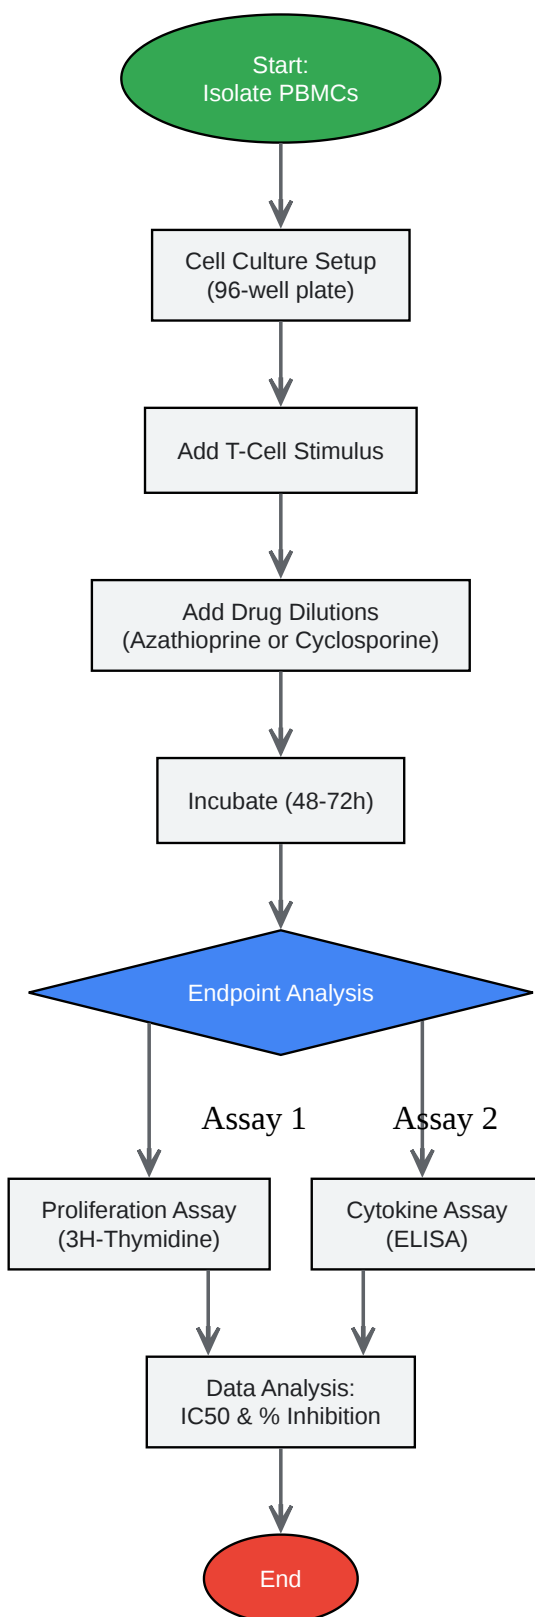 Start:
Isolate PBMCs
Cell Culture Setup
(96-well plate)
Add T-Cell Stimulus
Add Drug Dilutions
(Azathioprine or Cyclosporine)
Incubate (48-72h)
Endpoint Analysis
Assay 1
Assay 2
Proliferation Assay
(3H-Thymidine)
Cytokine Assay
(ELISA)
Data Analysis:
IC50 & % Inhibition
End